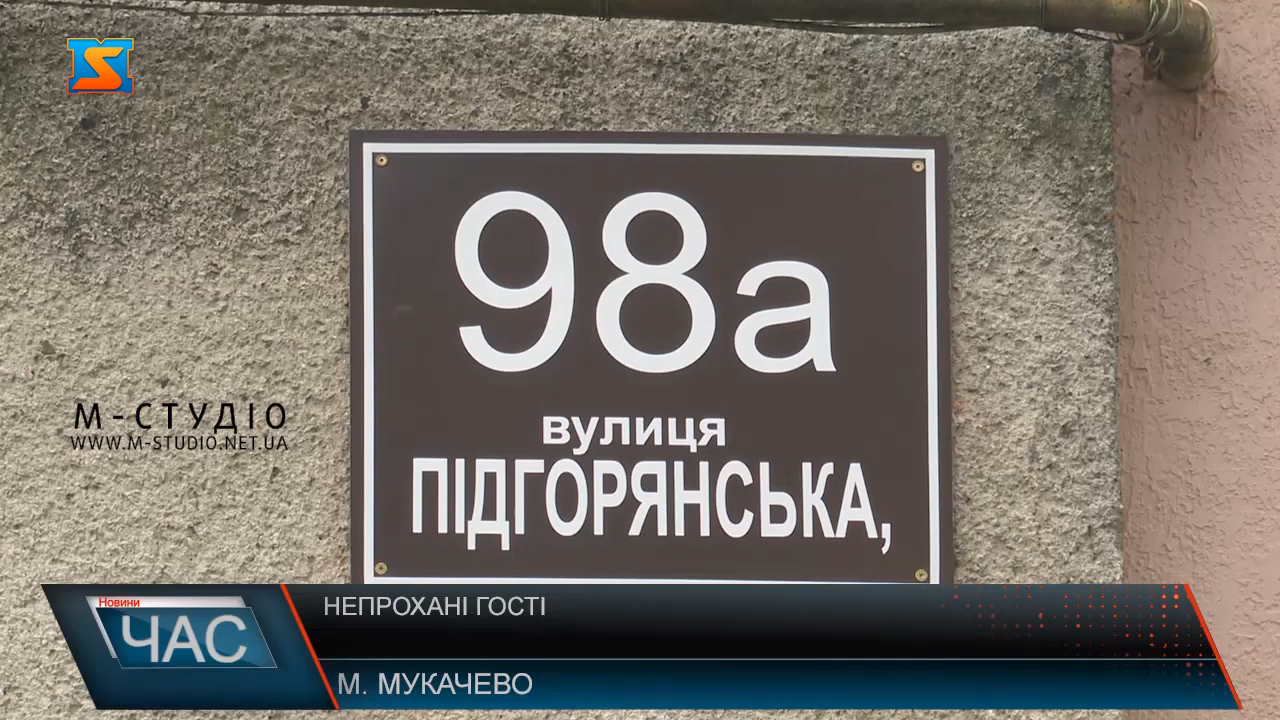 98а
вулиця
ПІДГОРЯНСЬКА,
М-СТУДІО
WWW.M-STUDIO.NET.UA
Новини
ЧАС
НЕПРОХАНІ ГОСТІ
М. МУКАЧЕВО